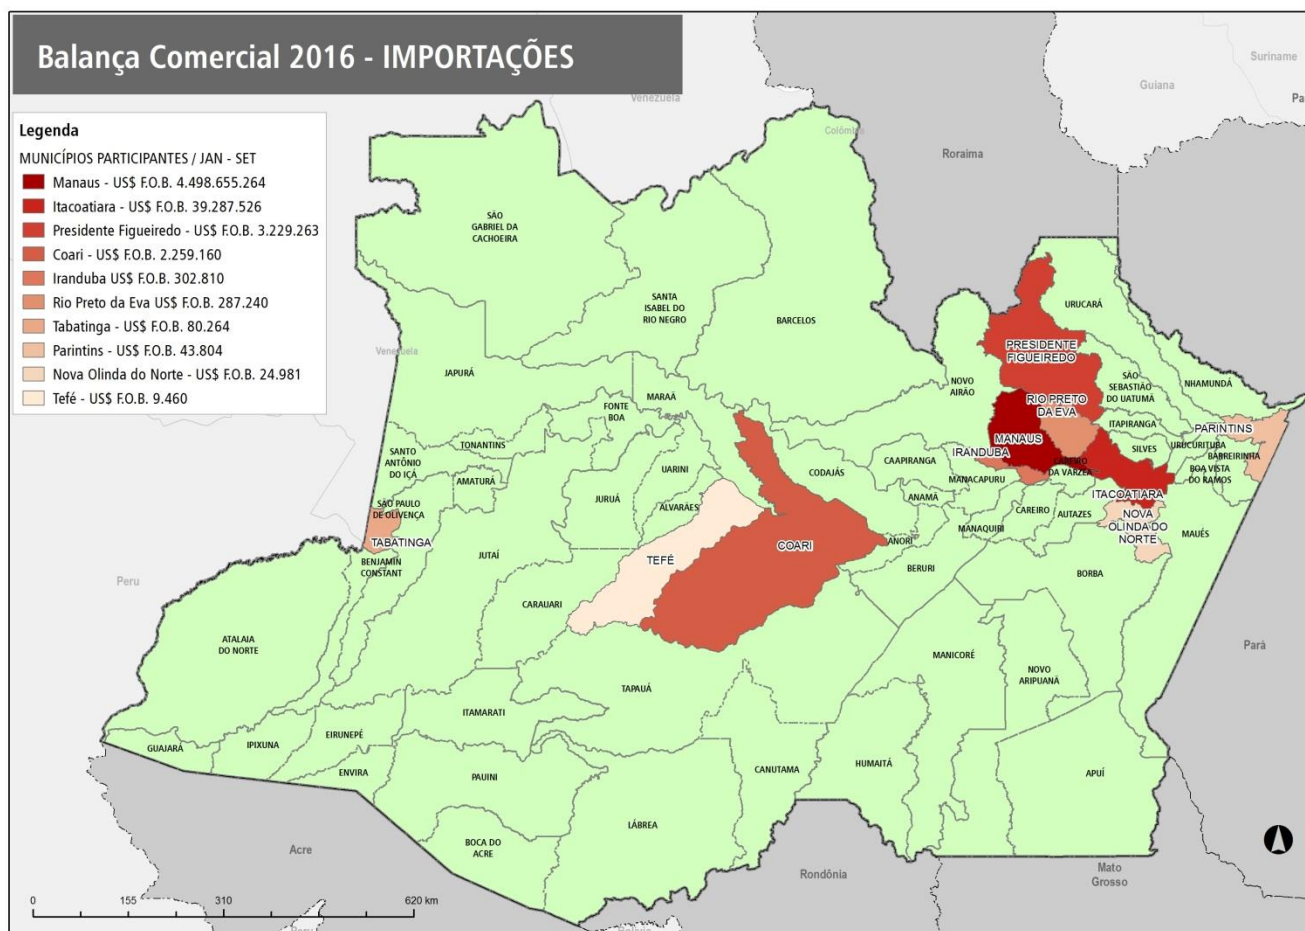 Balança Comercial 2016 - IMPORTAÇÕES
Legenda
MUNICÍPIOS PARTICIPANTES / JAN - SET
Manaus - US$ F.O.B. 4.498.655.264
Itacoatiara - US$ F.O.B. 39.287.526
Presidente Figueiredo - US$ F.O.B. 3.229.263
Coari - US$ F.O.B. 2.259.160
Iranduba US$ F.O.B. 302.810
Rio Preto da Eva US$ F.O.B. 287.240
Tabatinga - US$ F.O.B. 80.264
Parintins - US$ F.O.B. 43.804
Nova Olinda do Norte - US$ F.O.B. 24.981
Tefé - US$ F.O.B. 9.460
Venezuela
Colômbia
Roraima
Guiana
Suriname
Pa
Venezuela
SÃO
GABRIEL DA
CACHOEIRA
SANTA
ISABEL DO
RIO NEGRO
BARCELOS
URUCARÁ
PRESIDENTE
FIGUEIREDO
NOVO
AIRÃO
SÃO
SEBASTIÃO
DO UATUMÃ
NHAMUNDÁ
JAPURÁ
MARAÃ
FONTE
BOA
TONANTINS
SANTO
ANTÔNIO
DO IÇÁ
AMATURÁ
SÃO PAULO
DE OLIVENÇA
TABATINGA
BENJAMIN
CONSTANT
JUTAÍ
JURUÁ
UARINI
ALVARÃES
TEFÉ
COARI
CODAJÁS
CAAPIRANGA
ANAMÃ
ANORI
BERURI
MANACAPURU
MANAQUIRI
IRANDUBA
MANAUS
RIO PRETO
DA EVA
DA VÁRZEA
CAREIRO
AUTAZES
ITAPIRANGA
SILVES
URUCURITUBA
PARINTINS
BARREIRINHA
BOA VISTA
DO RAMOS
ITACOATIARA
NOVA
OLINDA DO
NORTE
MAUÉS
BORBA
CARAUARI
ATALAIA
DO NORTE
Peru
Pará
TAPAUÁ
MANICORÉ
NOVO
ARIPUANÃ
ITAMARATI
EIRUNEPÉ
IPIXUNA
GUAJARÁ
ENVIRA
PAUINI
CANUTAMA
HUMAITÁ
APUÍ
LÁBREA
BOCA DO
ACRE
Acre
Rondônia
Mato
Grosso
0 155 310 620 km